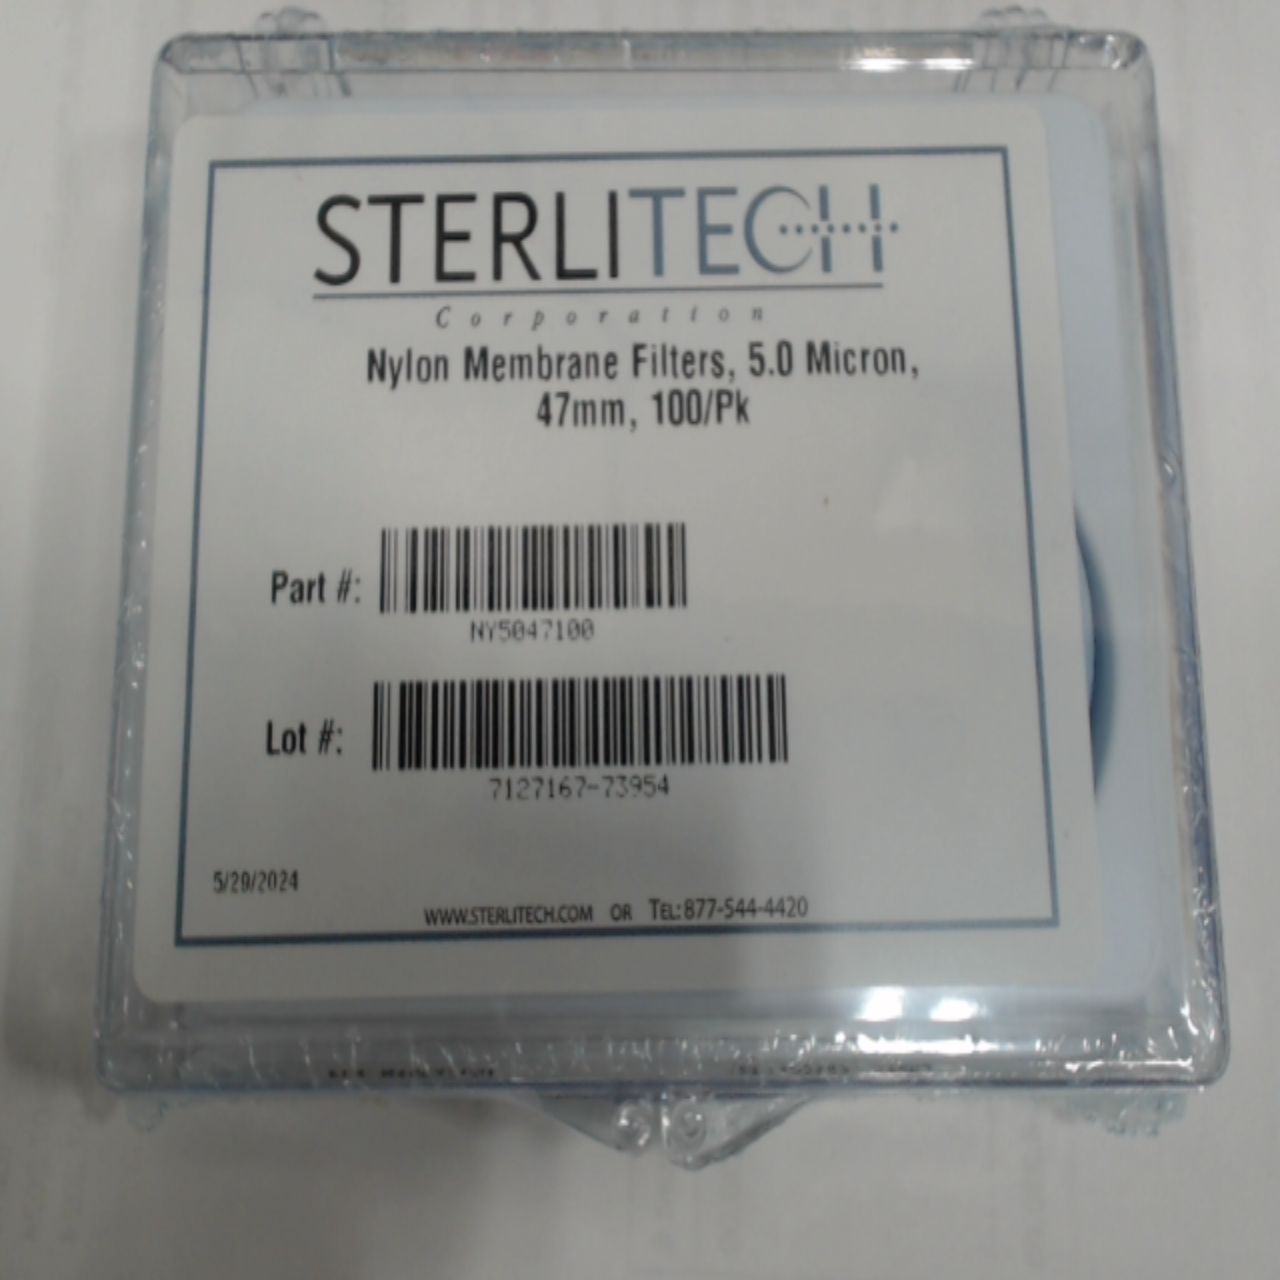 STERLITECH
Corporation
Nylon Membrane Filters, 5.0 Micron,
47mm, 100/Pk
Part #:
NY5047100
Lot #:
7127167-73954
5/29/2024
WWW.STERLITECH.COM OR TEL:877-544-4420